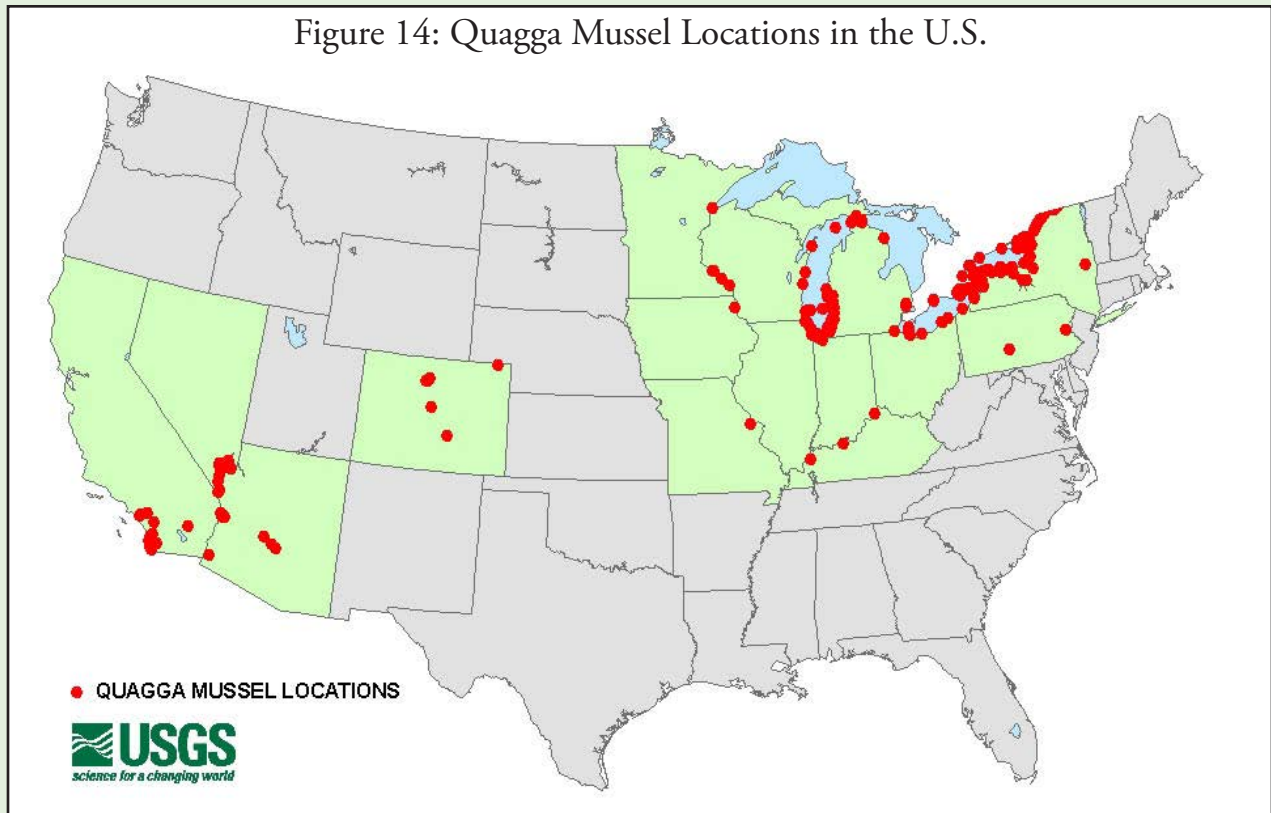 Figure 14: Quagga Mussel Locations in the U.S.
QUAGGA MUSSEL LOCATIONS
USGS
science for a changing world